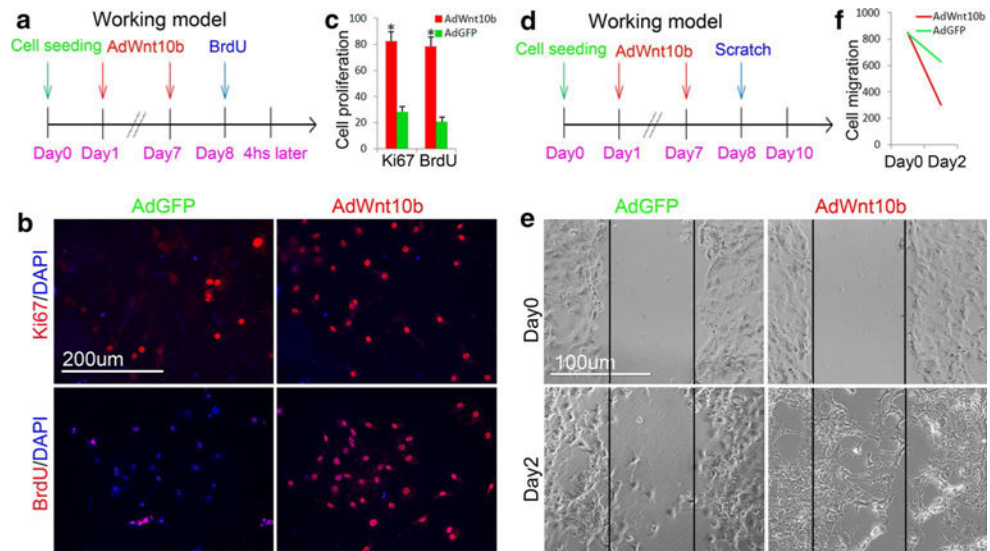 a
Working model
Cell seeding AdWnt10b BrdU
Day0 Day1 Day7 Day8 4hs later
c
AdWnt10b
AdGFP
Cell proliferation
100
80
60
40
20
0
* *
Ki67 BrdU
d
Working model
Cell seeding AdWnt10b Scratch
Day0 Day1 Day7 Day8 Day10
f
AdWnt10b
AdGFP
Cell migration
1000
800
600
400
200
0
Day0 Day2
b
AdGFP AdWnt10b
Ki67/DAPI
200um
BrdU/DAPI
e
AdGFP AdWnt10b
Day0
100um
Day2